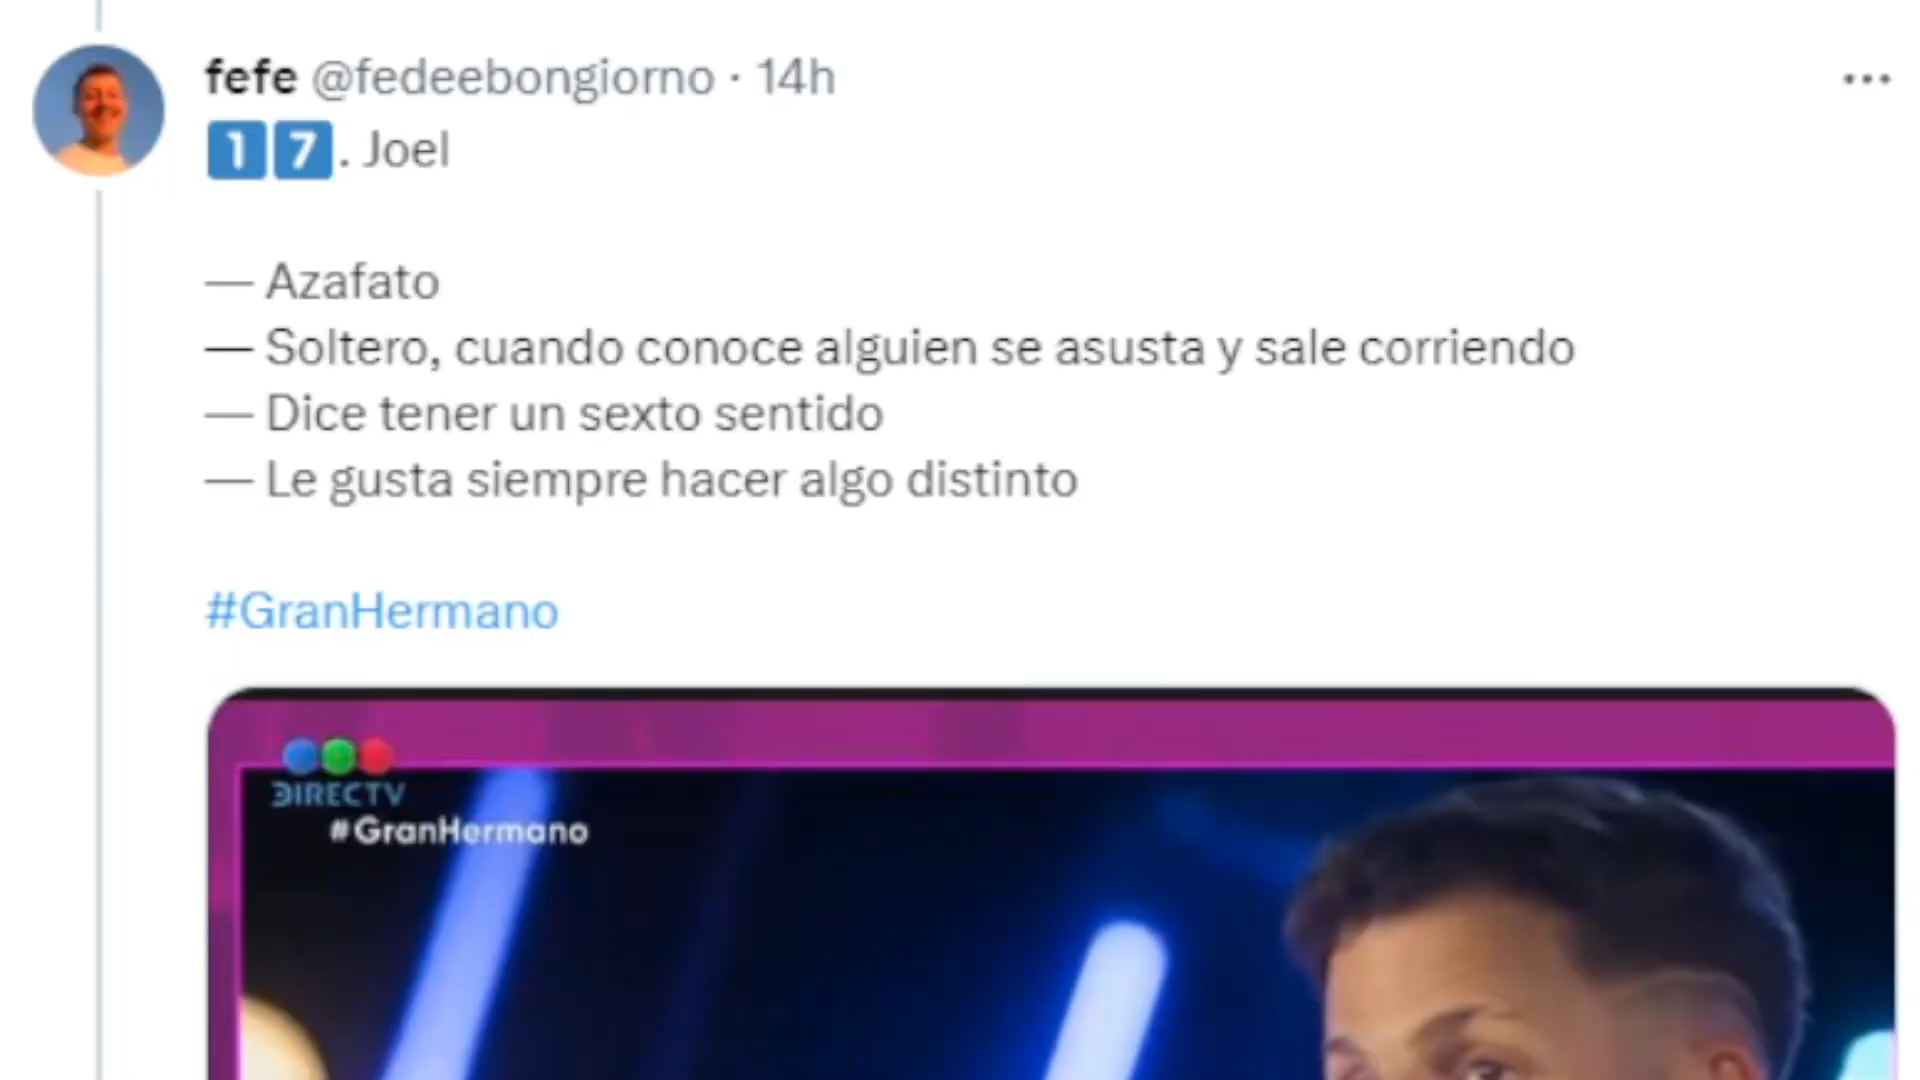 fefe @fedeebongiorno · 14h
1️⃣7️⃣. Joel
— Azafato
— Soltero, cuando conoce alguien se asusta y sale corriendo
— Dice tener un sexto sentido
— Le gusta siempre hacer algo distinto
#GranHermano
DIRECTV
#GranHermano